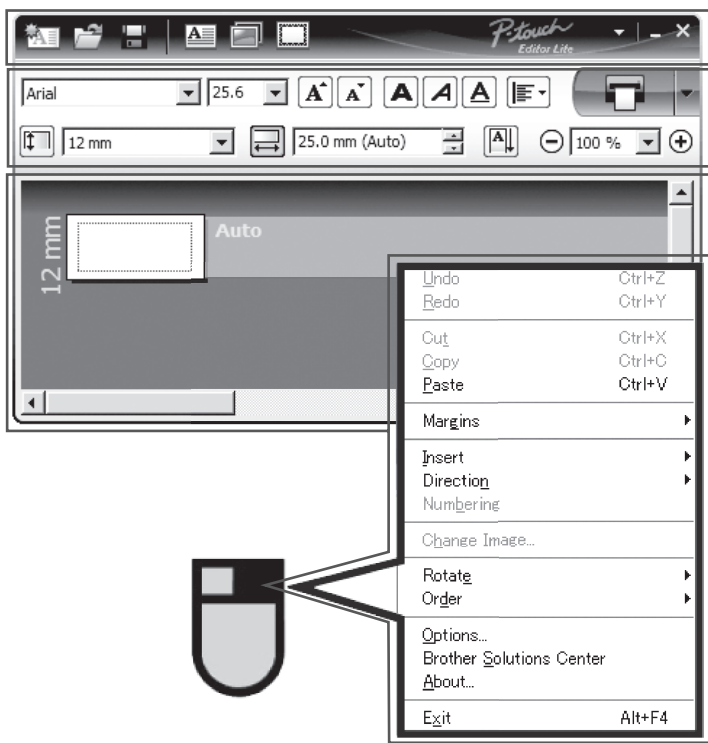 P-touch
Editor Lite
Arial 25.6 A A A A A
12 mm 25.0 mm (Auto) A 100 %
12 mm
Auto
Undo Ctrl+Z
Redo Ctrl+Y
Cut Ctrl+X
Copy Ctrl+C
Paste Ctrl+V
Margins
Insert
Direction
Numbering
Change Image...
Rotate
Order
Options...
Brother Solutions Center
About...
Exit Alt+F4